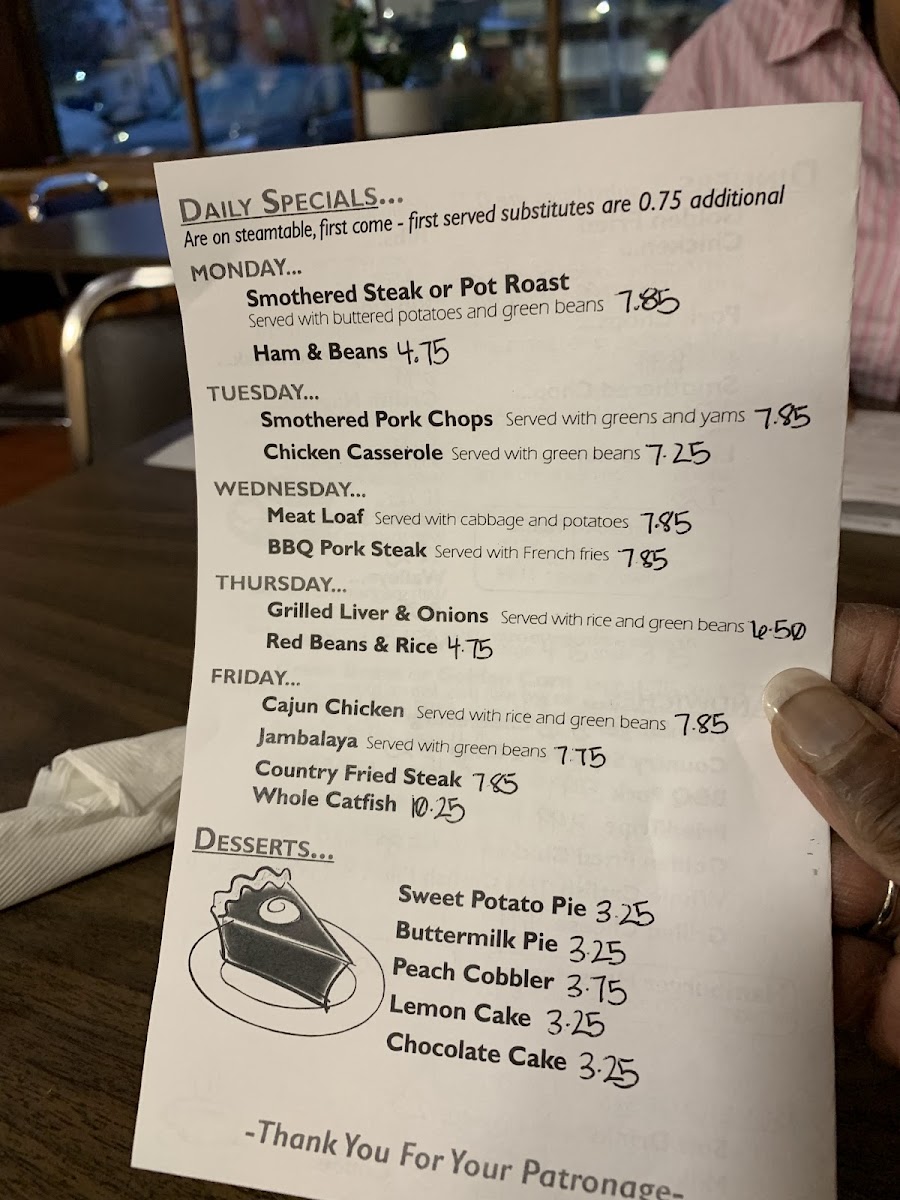 DAILY SPECIALS...
Are on steamtable, first come - first served substitutes are 0.75 additional
MONDAY...
Smothered Steak or Pot Roast
Served with buttered potatoes and green beans 7.85
Ham & Beans 4.75
TUESDAY...
Smothered Pork Chops Served with greens and yams 7.85
Chicken Casserole Served with green beans 7.25
WEDNESDAY...
Meat Loaf Served with cabbage and potatoes 7.85
BBQ Pork Steak Served with French fries 7.85
THURSDAY...
Grilled Liver & Onions Served with rice and green beans 6.50
Red Beans & Rice 4.75
FRIDAY...
Cajun Chicken Served with rice and green beans 7.85
Jambalaya Served with green beans 7.75
Country Fried Steak 7.85
Whole Catfish 10.25
DESSERTS...
Sweet Potato Pie 3.25
Buttermilk Pie 3.25
Peach Cobbler 3.75
Lemon Cake 3.25
Chocolate Cake 3.25
-Thank You For Your Patronage-